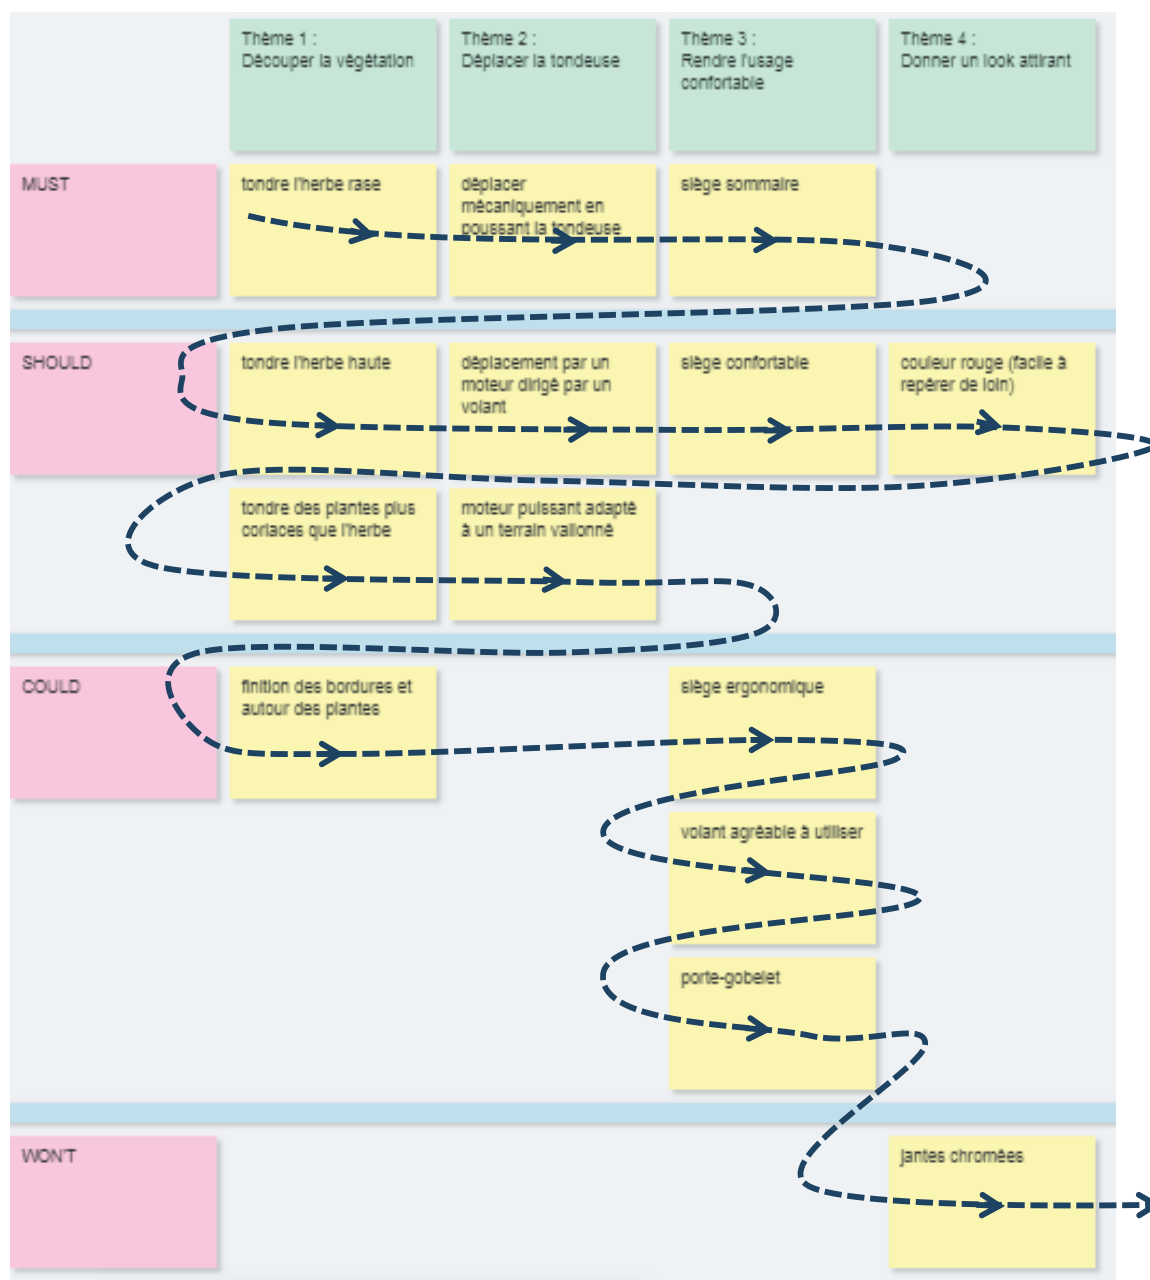 Thème 1 :
Découper la végétation
Thème 2 :
Déplacer la tondeuse
Thème 3 :
Rendre l'usage
confortable
Thème 4 :
Donner un look attirant
MUST
tondre l'herbe rase
déplacer
mécaniquement en
poussant la tondeuse
siège sommaire
SHOULD
tondre l'herbe haute
déplacement par un
moteur dirigé par un
volant
siège confortable
couleur rouge (facile à
repérer de loin)
tondre des plantes plus
coriaces que l'herbe
moteur puissant adapté
à un terrain vallonné
COULD
finition des bordures et
autour des plantes
siège ergonomique
volant agréable à utiliser
porte-gobelet
WON'T
jantes chromées